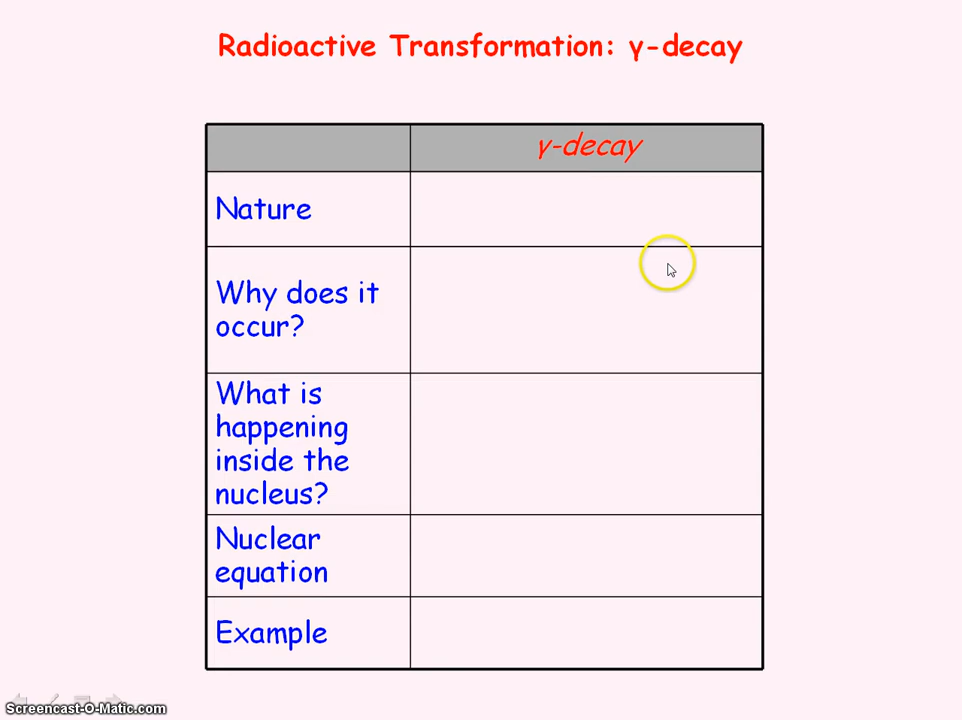 Radioactive Transformation: γ-decay
γ-decay
Nature
Why does it
occur?
What is
happening
inside the
nucleus?
Nuclear
equation
Example
Screencast-O-Matic.com